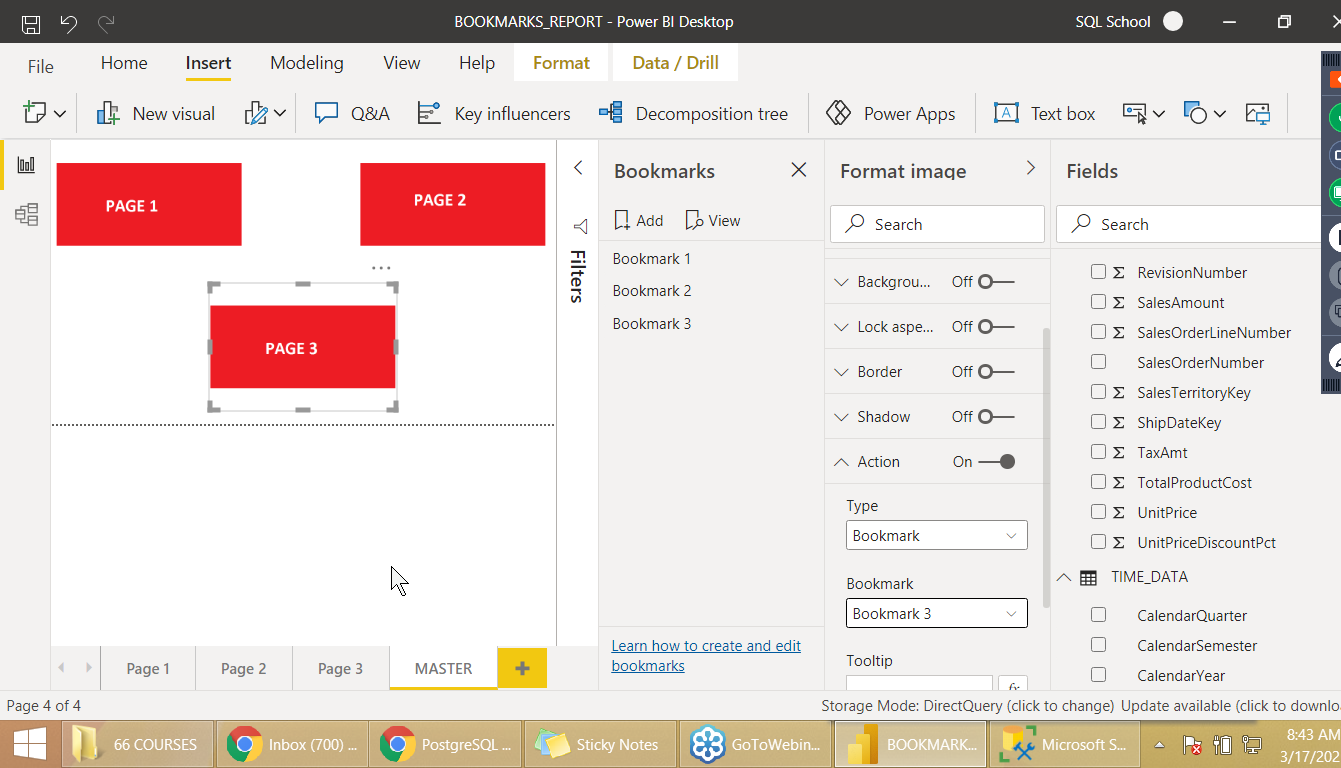 BOOKMARKS_REPORT - Power BI Desktop
SQL School
File
Home
Insert
Modeling
View
Help
Format
Data / Drill
New visual
Q&A
Key influencers
Decomposition tree
Power Apps
Text box
PAGE 1
PAGE 2
PAGE 3
Filters
Bookmarks
Add
View
Bookmark 1
Bookmark 2
Bookmark 3
Learn how to create and edit
bookmarks
Format image
Search
Backgrou... Off
Lock aspe... Off
Border Off
Shadow Off
Action On
Type
Bookmark
Bookmark
Bookmark 3
Tooltip
fx
Fields
Search
RevisionNumber
SalesAmount
SalesOrderLineNumber
SalesOrderNumber
SalesTerritoryKey
ShipDateKey
TaxAmt
TotalProductCost
UnitPrice
UnitPriceDiscountPct
TIME_DATA
CalendarQuarter
CalendarSemester
CalendarYear
Page 1
Page 2
Page 3
MASTER
Page 4 of 4
Storage Mode: DirectQuery (click to change)
Update available (click to downlo
66 COURSES
Inbox (700) ...
PostgreSQL ...
Sticky Notes
GoToWebin...
BOOKMARK...
Microsoft S...
8:43 AM
3/17/202